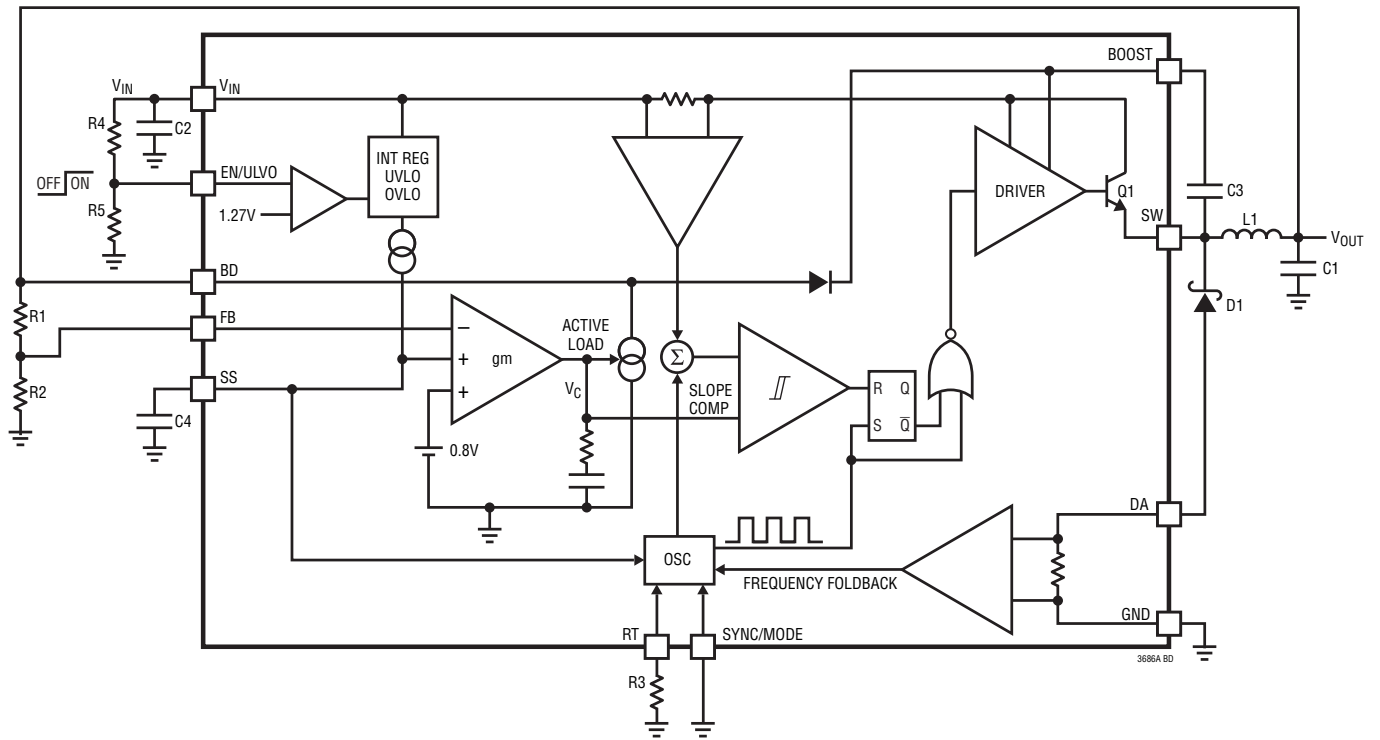 BOOST
VIN
VIN
R4
C2
INT REG
UVLO
OVLO
EN/ULVO
OFF
ON
DRIVER
Q1
C3
R5
1.27V
SW
L1
VOUT
BD
C1
R1
FB
D1
ACTIVE
LOAD
–
+
+
gm
Σ
SS
R2
VC
SLOPE
COMP
R Q
S Q
C4
0.8V
DA
OSC
FREQUENCY FOLDBACK
GND
RT
SYNC/MODE
3686A BD
R3